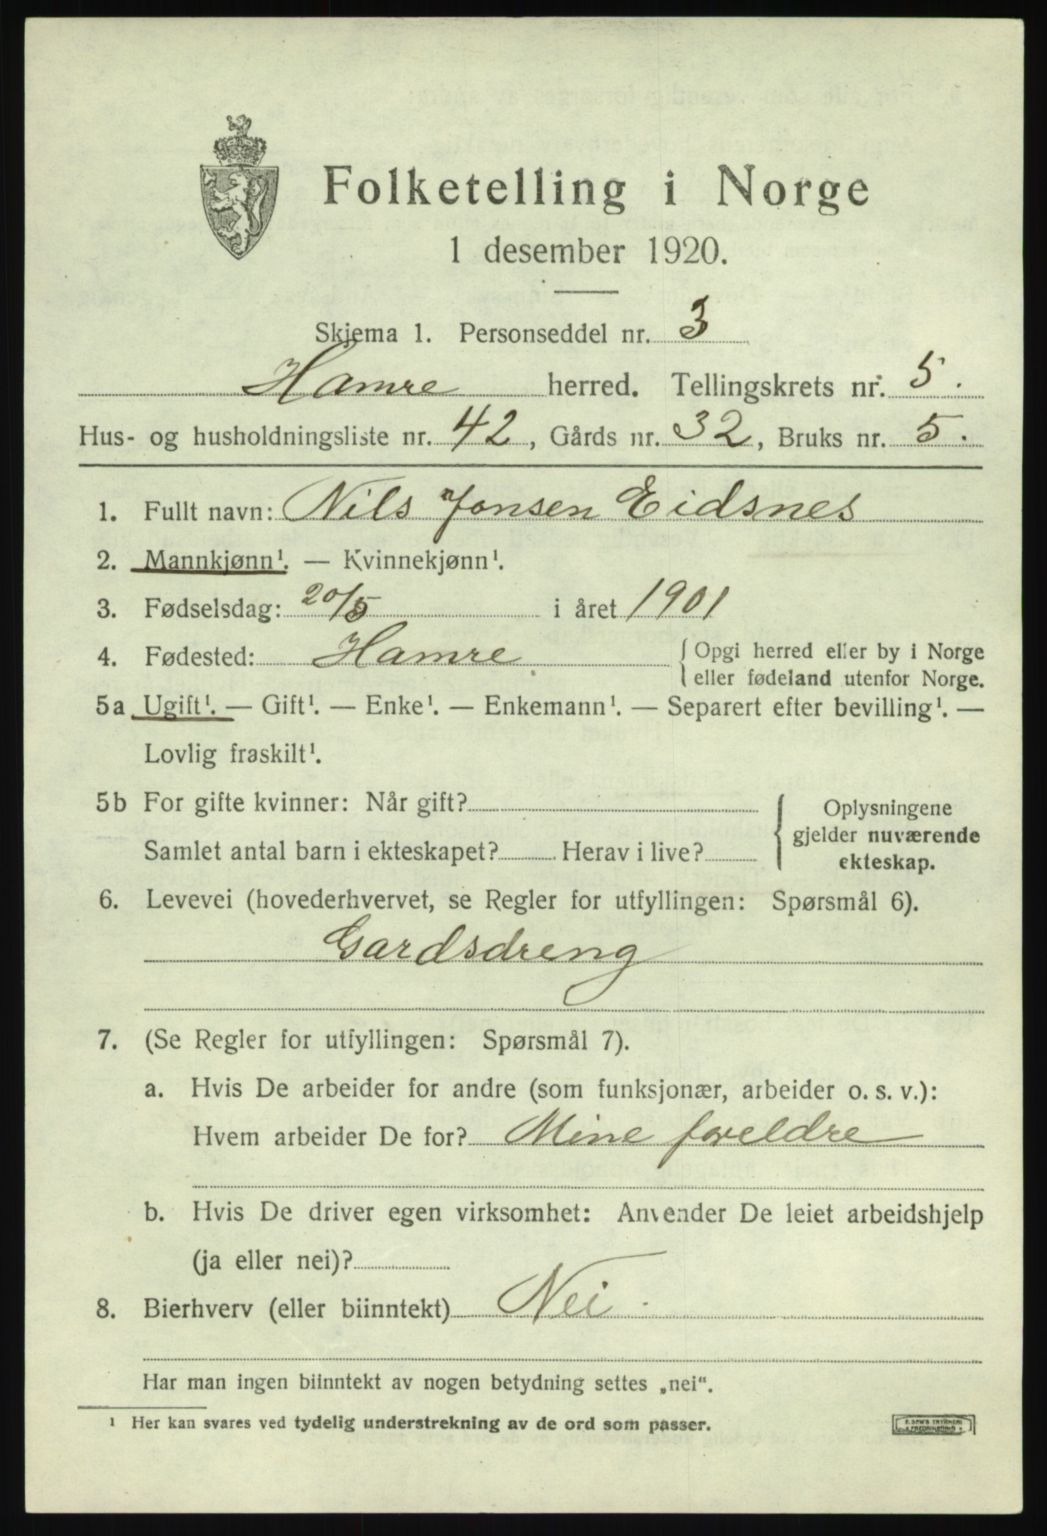 Folketelling i Norge
1 desember 1920.
Skjema 1. Personseddel nr. 3
Hamre herred. Tellingskrets nr. 5.
Hus- og husholdningsliste nr. 42, Gårds nr. 32, Bruks nr. 5.
1. Fullt navn: Nils Jonsen Eidsnes
2. Mannkjønn¹. — Kvinnekjønn¹.
3. Fødselsdag: 20/5 i året 1901
4. Fødested: Hamre
Opgi herred eller by i Norge
eller fødeland utenfor Norge.
5a Ugift¹. — Gift¹. — Enke¹. — Enkemann¹. — Separert efter bevilling¹. —
Lovlig fraskilt¹.
5b For gifte kvinner: Når gift?
Samlet antal barn i ekteskapet? Herav i live?
Oplysningene
gjelder nuværende
ekteskap.
6. Levevei (hovederhvervet, se Regler for utfyllingen: Spørsmål 6).
Gardsdreng
7. (Se Regler for utfyllingen: Spørsmål 7).
a. Hvis De arbeider for andre (som funksjonær, arbeider o. s. v.):
Hvem arbeider De for? Mine foreldre
b. Hvis De driver egen virksomhet: Anvender De leiet arbeidshjelp
(ja eller nei)?
8. Bierhverv (eller biinntekt) Nei.
Har man ingen biinntekt av nogen betydning settes „nei“.
¹ Her kan svares ved tydelig understrekning av de ord som passer.